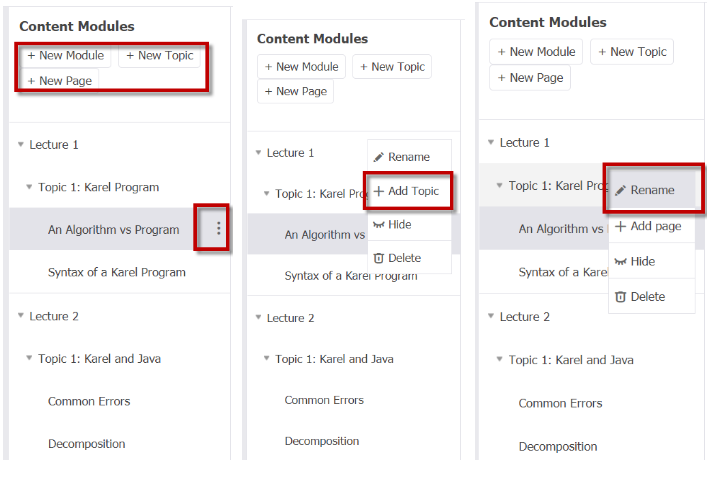 Content Modules
+ New Module + New Topic
+ New Page
Lecture 1
Topic 1: Karel Program
An Algorithm vs Program
Syntax of a Karel Program
Lecture 2
Topic 1: Karel and Java
Common Errors
Decomposition
Content Modules
+ New Module + New Topic
+ New Page
Lecture 1
Rename
Topic 1: Karel
+ Add Topic
An Algorithm vs
Hide
Delete
Syntax of a Karel Program
Lecture 2
Topic 1: Karel and Java
Common Errors
Decomposition
Content Modules
+ New Module + New Topic
+ New Page
Lecture 1
Topic 1: Karel
Rename
An Algorithm vs
+ Add page
Hide
Syntax of a
Delete
Lecture 2
Topic 1: Karel and Java
Common Errors
Decomposition